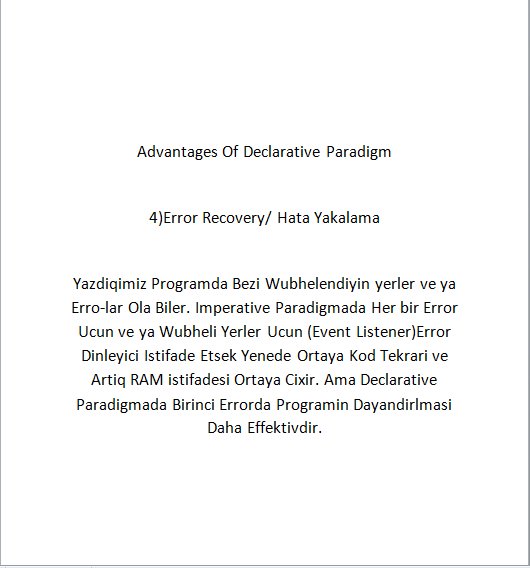 Advantages Of Declarative Paradigm
4)Error Recovery/ Hata Yakalama
Yazdiqimiz Programda Bezi Wubhelendiyin yerler ve ya
Erro-lar Ola Biler. Imperative Paradigmada Her bir Error
Ucun ve ya Wubheli Yerler Ucun (Event Listener)Error
Dinleyici Istifade Etsek Yenede Ortaya Kod Tekrari ve
Artiq RAM istifadesi Ortaya Cixir. Ama Declarative
Paradigmada Birinci Errorda Programin Dayandirlmasi
Daha Effektivdir.